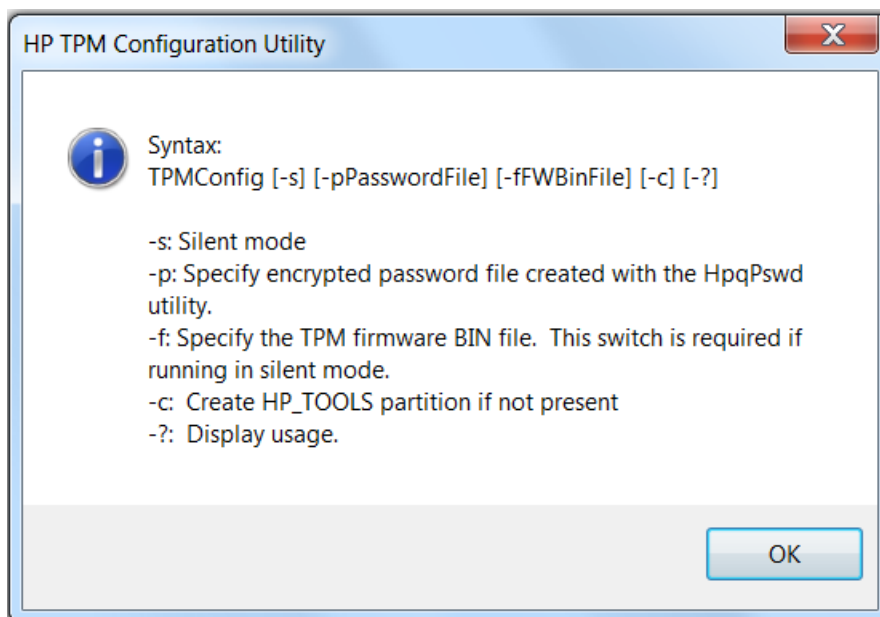 HP TPM Configuration Utility
Syntax:
TPMConfig [-s] [-pPasswordFile] [-fFWBinFile] [-c] [-?]
-s: Silent mode
-p: Specify encrypted password file created with the HpqPswd
utility.
-f: Specify the TPM firmware BIN file.  This switch is required if
running in silent mode.
-c:  Create HP_TOOLS partition if not present
-?:  Display usage.
OK